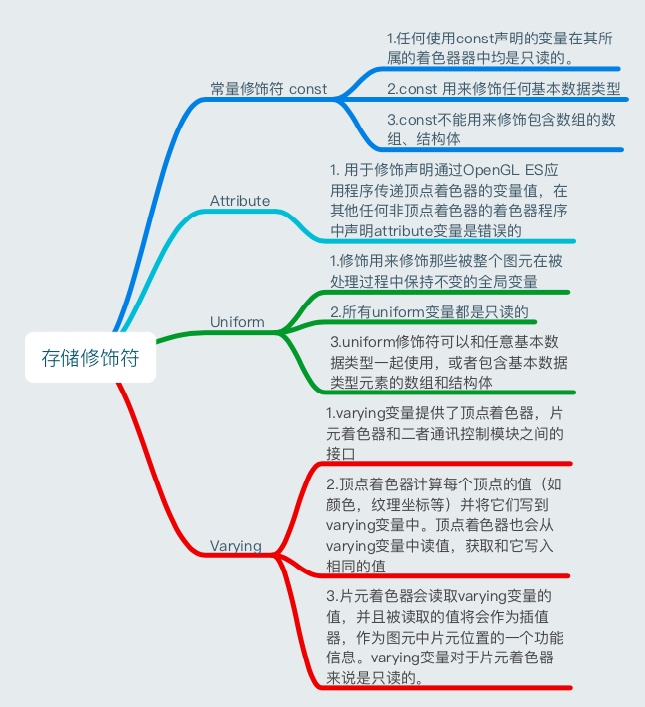 1.任何使用const声明的变量在其所
属的着色器器中均是只读的。
常量修饰符 const
2.const 用来修饰任何基本数据类型
3.const不能用来修饰包含数组的数
组、结构体
1. 用于修饰声明通过OpenGL ES应
用程序传递顶点着色器的变量值，在
其他任何非顶点着色器的着色器程序
中声明attribute变量是错误的
Attribute
1.修饰用来修饰那些被整个图元在被
处理过程中保持不变的全局变量
Uniform
2.所有uniform变量都是只读的
3.uniform修饰符可以和任意基本数
据类型一起使用，或者包含基本数据
类型元素的数组和结构体
存储修饰符
1.varying变量提供了顶点着色器，片
元着色器和二者通讯控制模块之间的
接口
2.顶点着色器计算每个顶点的值（如
颜色，纹理坐标等）并将它们写到
varying变量中。顶点着色器也会从
varying变量中读值，获取和它写入
相同的值
Varying
3.片元着色器会读取varying变量的
值，并且被读取的值将会作为插值
器，作为图元中片元位置的一个功能
信息。varying变量对于片元着色器
来说是只读的。